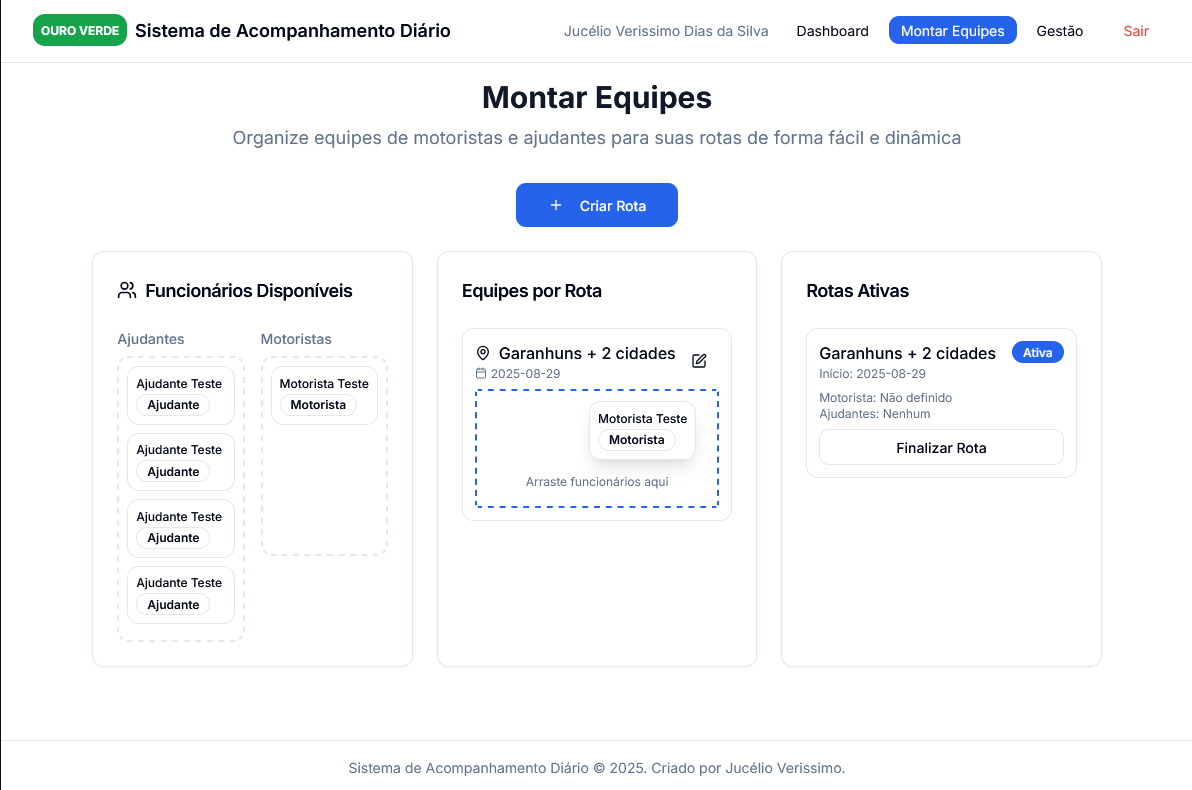 OURO VERDE
Sistema de Acompanhamento Diário
Jucélio Verissimo Dias da Silva
Dashboard
Montar Equipes
Gestão
Sair
Montar Equipes
Organize equipes de motoristas e ajudantes para suas rotas de forma fácil e dinâmica
Criar Rota
Funcionários Disponíveis
Ajudantes
Ajudante Teste
Ajudante
Ajudante Teste
Ajudante
Ajudante Teste
Ajudante
Ajudante Teste
Ajudante
Motoristas
Motorista Teste
Motorista
Equipes por Rota
Garanhuns + 2 cidades
2025-08-29
Motorista Teste
Motorista
Arraste funcionários aqui
Rotas Ativas
Garanhuns + 2 cidades
Ativa
Início: 2025-08-29
Motorista: Não definido
Ajudantes: Nenhum
Finalizar Rota
Sistema de Acompanhamento Diário © 2025. Criado por Jucélio Verissimo.